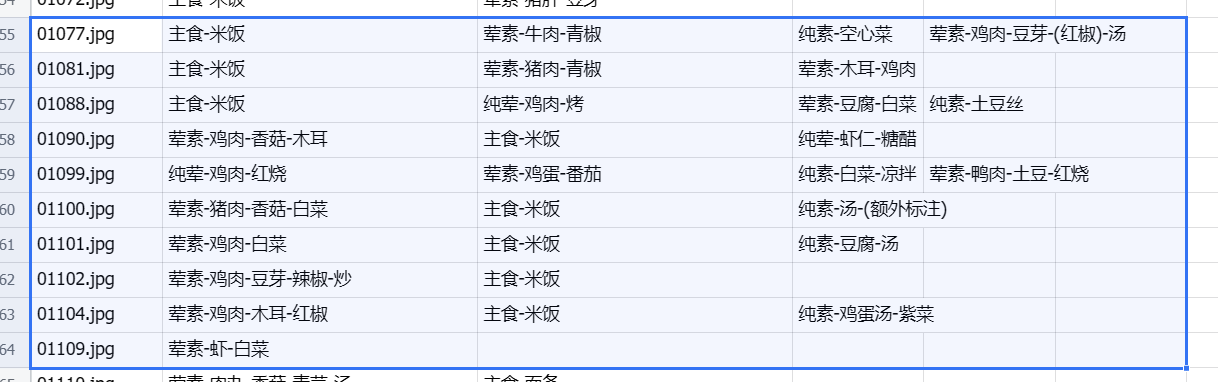 55 01077.jpg 主食-米饭 荤素-牛肉-青椒 纯素-空心菜 荤素-鸡肉-豆芽-(红椒)-汤
56 01081.jpg 主食-米饭 荤素-猪肉-青椒 荤素-木耳-鸡肉
57 01088.jpg 主食-米饭 纯荤-鸡肉-烤 荤素-豆腐-白菜 纯素-土豆丝
58 01090.jpg 荤素-鸡肉-香菇-木耳 主食-米饭 纯荤-虾仁-糖醋
59 01099.jpg 纯荤-鸡肉-红烧 荤素-鸡蛋-番茄 纯素-白菜-凉拌 荤素-鸭肉-土豆-红烧
60 01100.jpg 荤素-猪肉-香菇-白菜 主食-米饭 纯素-汤-(额外标注)
61 01101.jpg 荤素-鸡肉-白菜 主食-米饭 纯素-豆腐-汤
62 01102.jpg 荤素-鸡肉-豆芽-辣椒-炒 主食-米饭
63 01104.jpg 荤素-鸡肉-木耳-红椒 主食-米饭 纯素-鸡蛋汤-紫菜
64 01109.jpg 荤素-虾-白菜